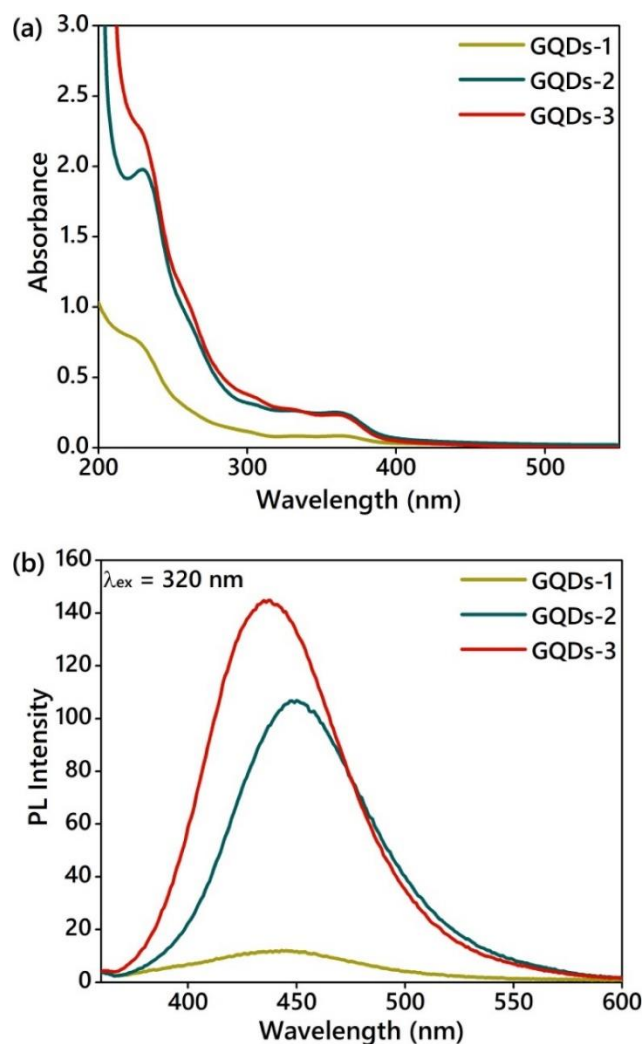 (a)
GQDs-1
GQDs-2
GQDs-3
3.0
2.5
2.0
1.5
1.0
0.5
0.0
Absorbance
200 300 400 500
Wavelength (nm)
(b)
λex = 320 nm
GQDs-1
GQDs-2
GQDs-3
160
140
120
100
80
60
40
20
0
PL Intensity
400 450 500 550 600
Wavelength (nm)